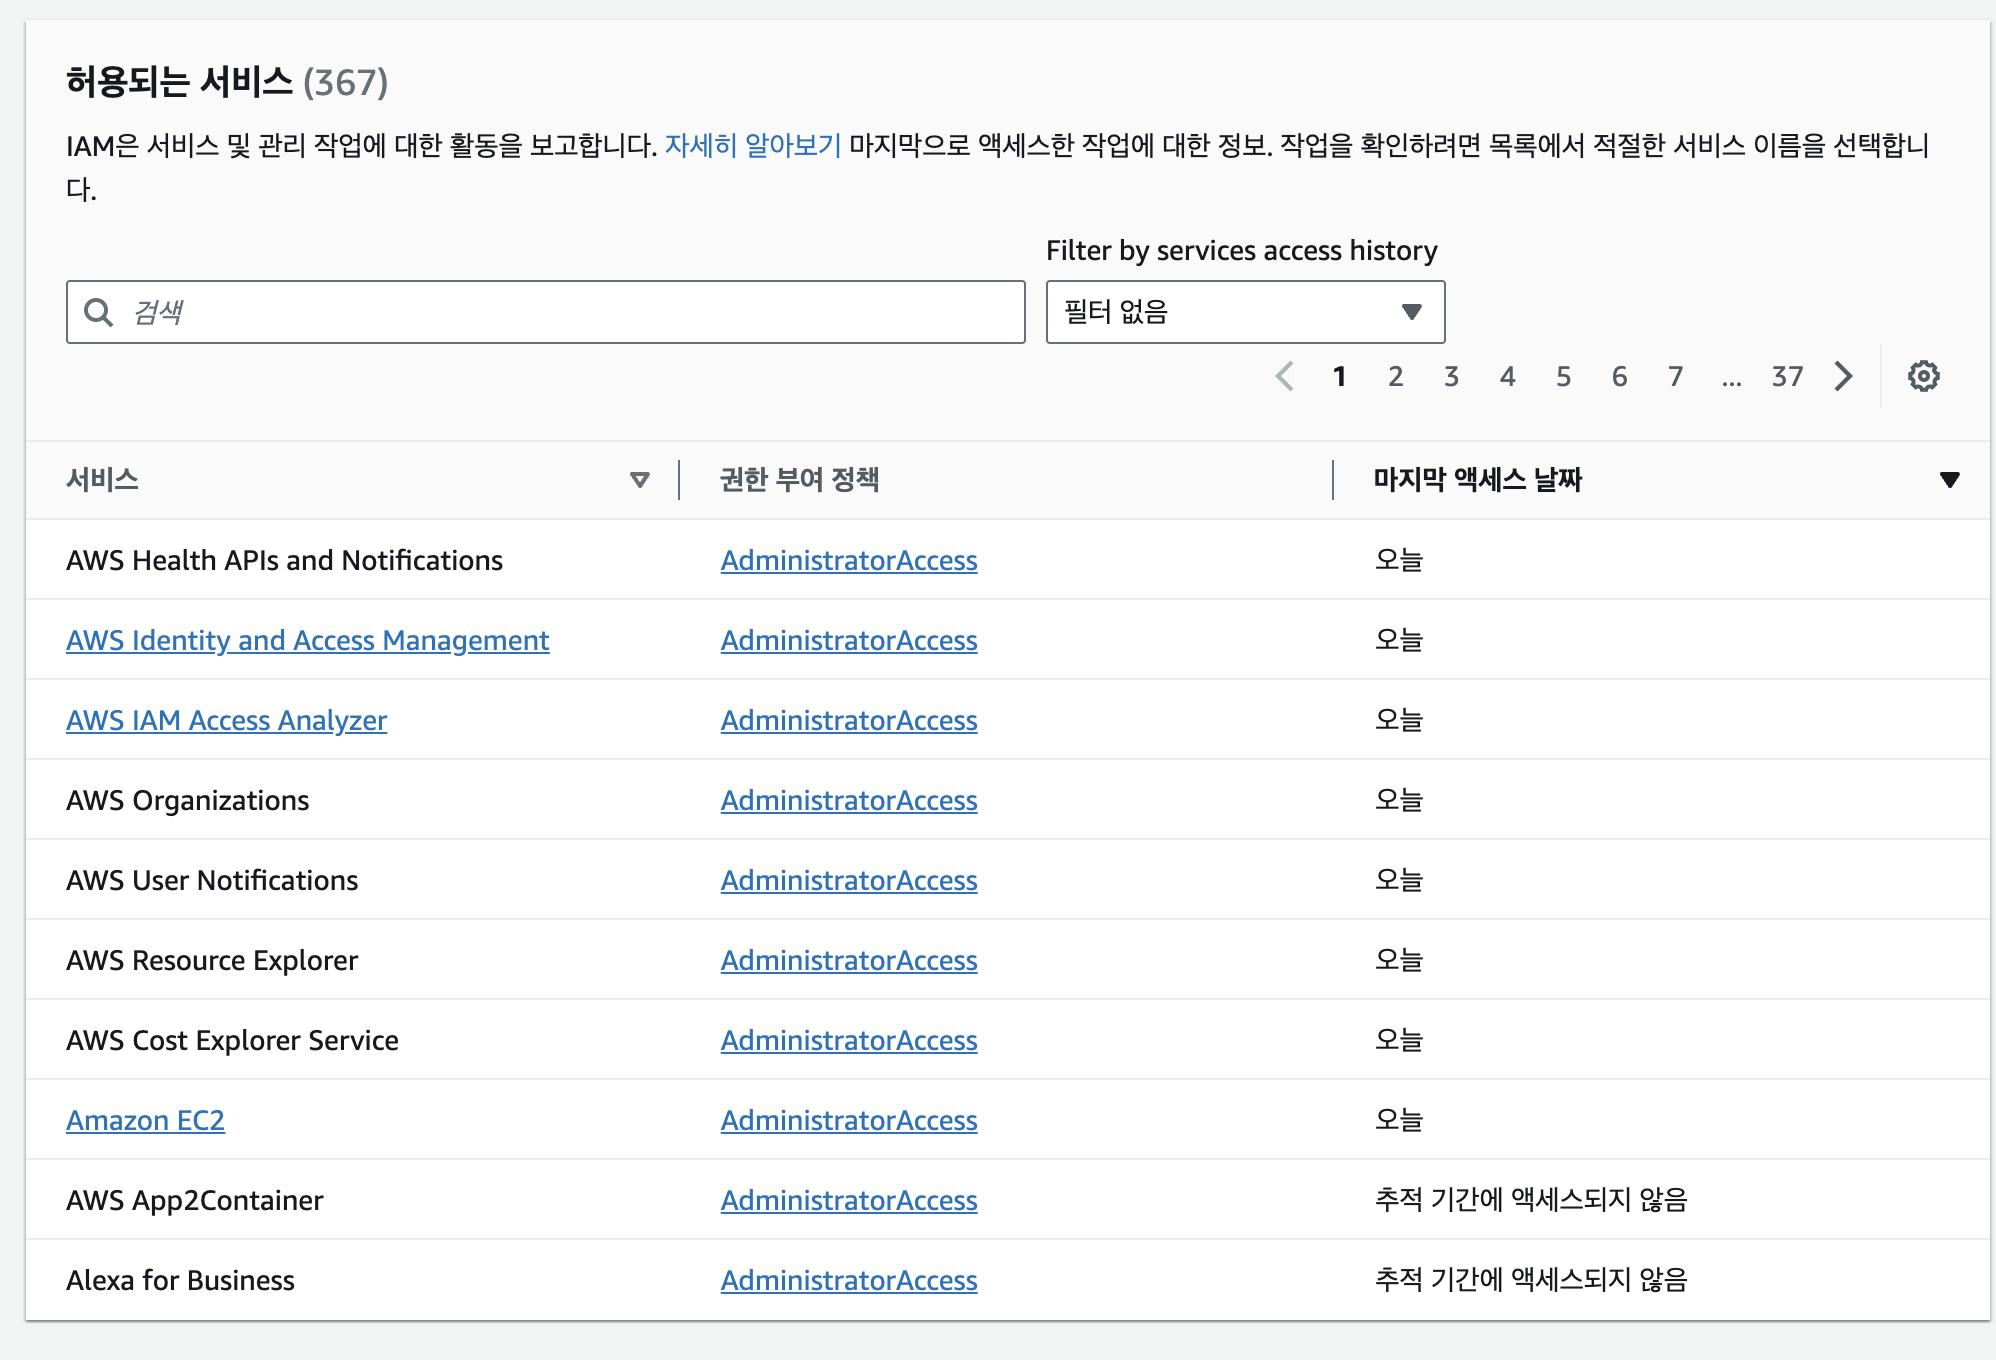 허용되는 서비스 (367)
IAM은 서비스 및 관리 작업에 대한 활동을 보고합니다. 자세히 알아보기 마지막으로 액세스한 작업에 대한 정보. 작업을 확인하려면 목록에서 적절한 서비스 이름을 선택합니
다.
Filter by services access history
검색
필터 없음
1 2 3 4 5 6 7 ... 37
서비스 권한 부여 정책 마지막 액세스 날짜
AWS Health APIs and Notifications AdministratorAccess 오늘
AWS Identity and Access Management AdministratorAccess 오늘
AWS IAM Access Analyzer AdministratorAccess 오늘
AWS Organizations AdministratorAccess 오늘
AWS User Notifications AdministratorAccess 오늘
AWS Resource Explorer AdministratorAccess 오늘
AWS Cost Explorer Service AdministratorAccess 오늘
Amazon EC2 AdministratorAccess 오늘
AWS App2Container AdministratorAccess 추적 기간에 액세스되지 않음
Alexa for Business AdministratorAccess 추적 기간에 액세스되지 않음